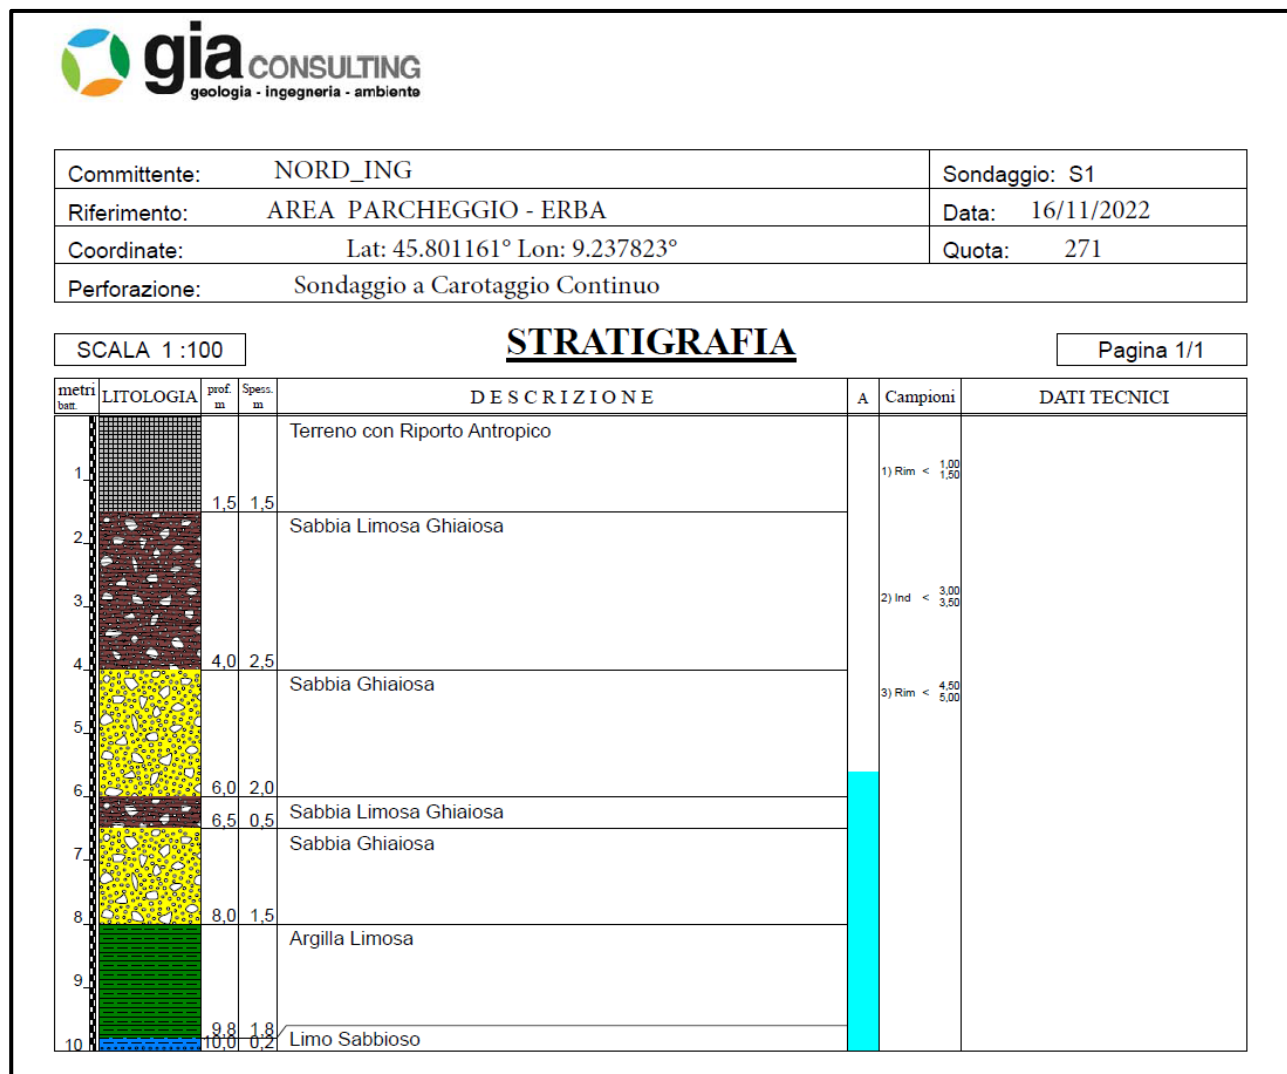 gia CONSULTING
geologia - ingegneria - ambiente
Committente: NORD_ING Sondaggio: S1
Riferimento: AREA PARCHEGGIO - ERBA Data: 16/11/2022
Coordinate: Lat: 45.801161° Lon: 9.237823° Quota: 271
Perforazione: Sondaggio a Carotaggio Continuo
SCALA 1 :100 STRATIGRAFIA Pagina 1/1
metri batt. LITOLOGIA prof. m Spess. m DESCRIZIONE A Campioni DATI TECNICI
Terreno con Riporto Antropico
1 1) Rim < 1,00 1,50
1,5 1,5
Sabbia Limosa Ghiaiosa
2
3 2) Ind < 3,00 3,50
4 4,0 2,5
Sabbia Ghiaiosa 3) Rim < 4,50 5,00
5
6 6,0 2,0
6,5 0,5 Sabbia Limosa Ghiaiosa
Sabbia Ghiaiosa
7
8 8,0 1,5
Argilla Limosa
9
9,8 1,8
10 10,0 0,2 Limo Sabbioso